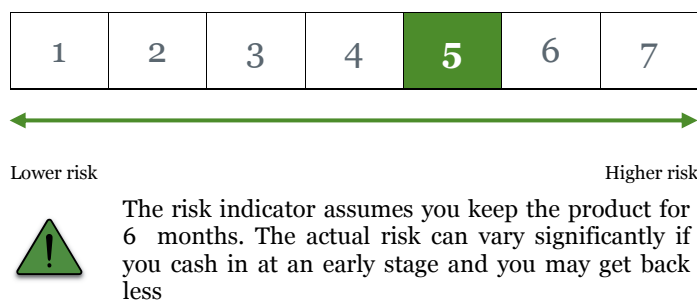 1 2 3 4 5 6 7
Lower risk Higher risk
The risk indicator assumes you keep the product for
6 months. The actual risk can vary significantly if
you cash in at an early stage and you may get back
less